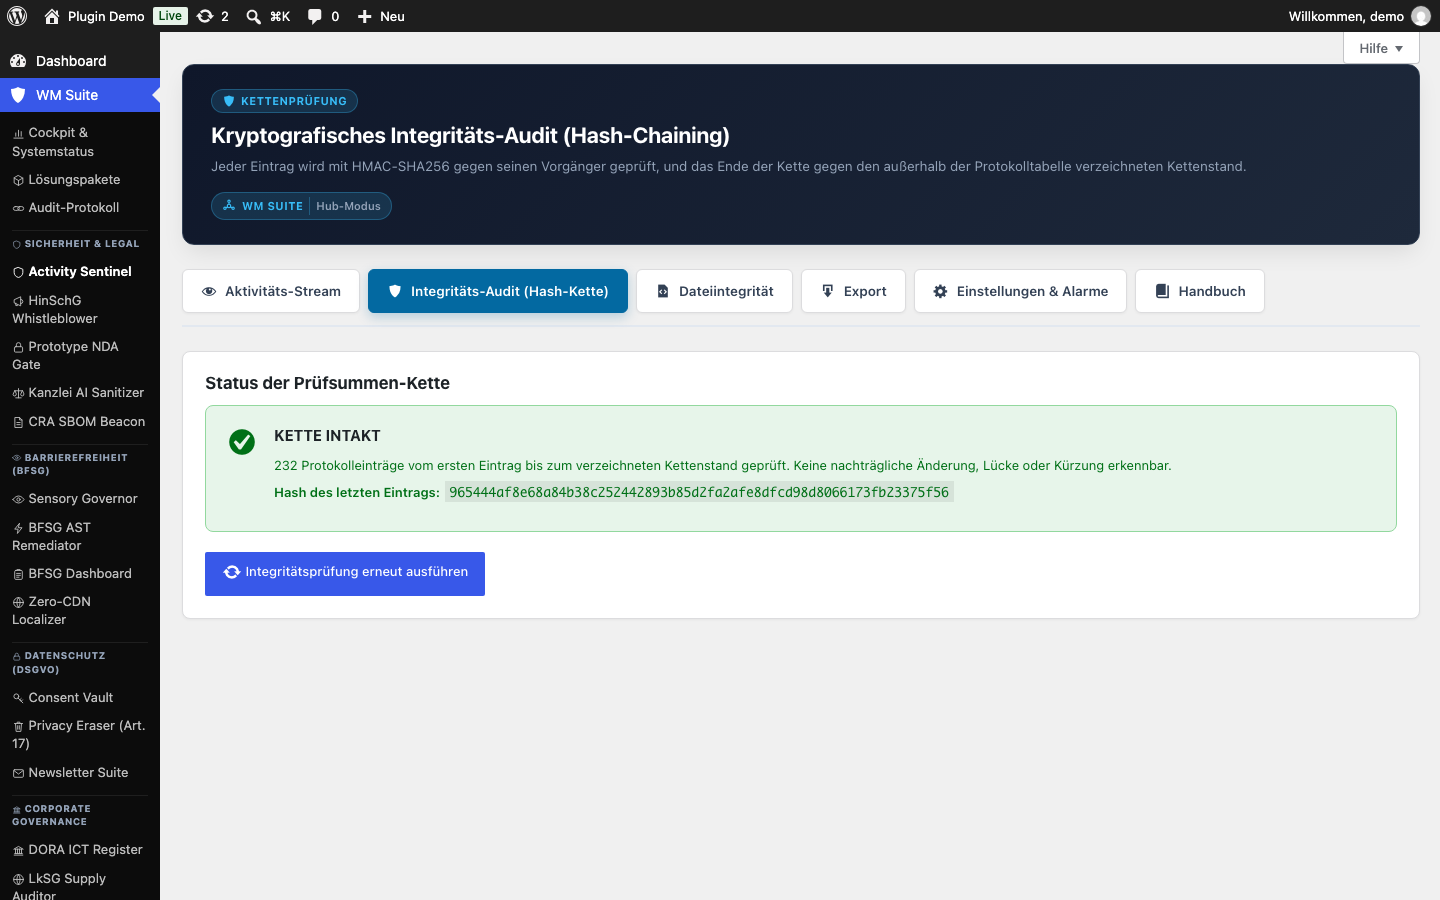 Plugin Demo Live 2 ⌘K 0 Neu
Willkommen, demo
Hilfe
Dashboard
WM Suite
Cockpit &
Systemstatus
Lösungspakete
Audit-Protokoll
SICHERHEIT & LEGAL
Activity Sentinel
HinSchG
Whistleblower
Prototype NDA
Gate
Kanzlei AI Sanitizer
CRA SBOM Beacon
BARRIEREFREIHEIT
(BFSG)
Sensory Governor
BFSG AST
Remediator
BFSG Dashboard
Zero-CDN
Localizer
DATENSCHUTZ
(DSGVO)
Consent Vault
Privacy Eraser (Art.
17)
Newsletter Suite
CORPORATE
GOVERNANCE
DORA ICT Register
LkSG Supply
Auditor
KETTENPRÜFUNG
Kryptografisches Integritäts-Audit (Hash-Chaining)
Jeder Eintrag wird mit HMAC-SHA256 gegen seinen Vorgänger geprüft, und das Ende der Kette gegen den außerhalb der Protokolltabelle verzeichneten Kettenstand.
WM SUITE Hub-Modus
Aktivitäts-Stream
Integritäts-Audit (Hash-Kette)
Dateiintegrität
Export
Einstellungen & Alarme
Handbuch
Status der Prüfsummen-Kette
KETTE INTAKT
232 Protokolleinträge vom ersten Eintrag bis zum verzeichneten Kettenstand geprüft. Keine nachträgliche Änderung, Lücke oder Kürzung erkennbar.
Hash des letzten Eintrags: 965444af8e68a84b38c252442893b85d2fa2afe8dfcd98d8066173fb23375f56
Integritätsprüfung erneut ausführen